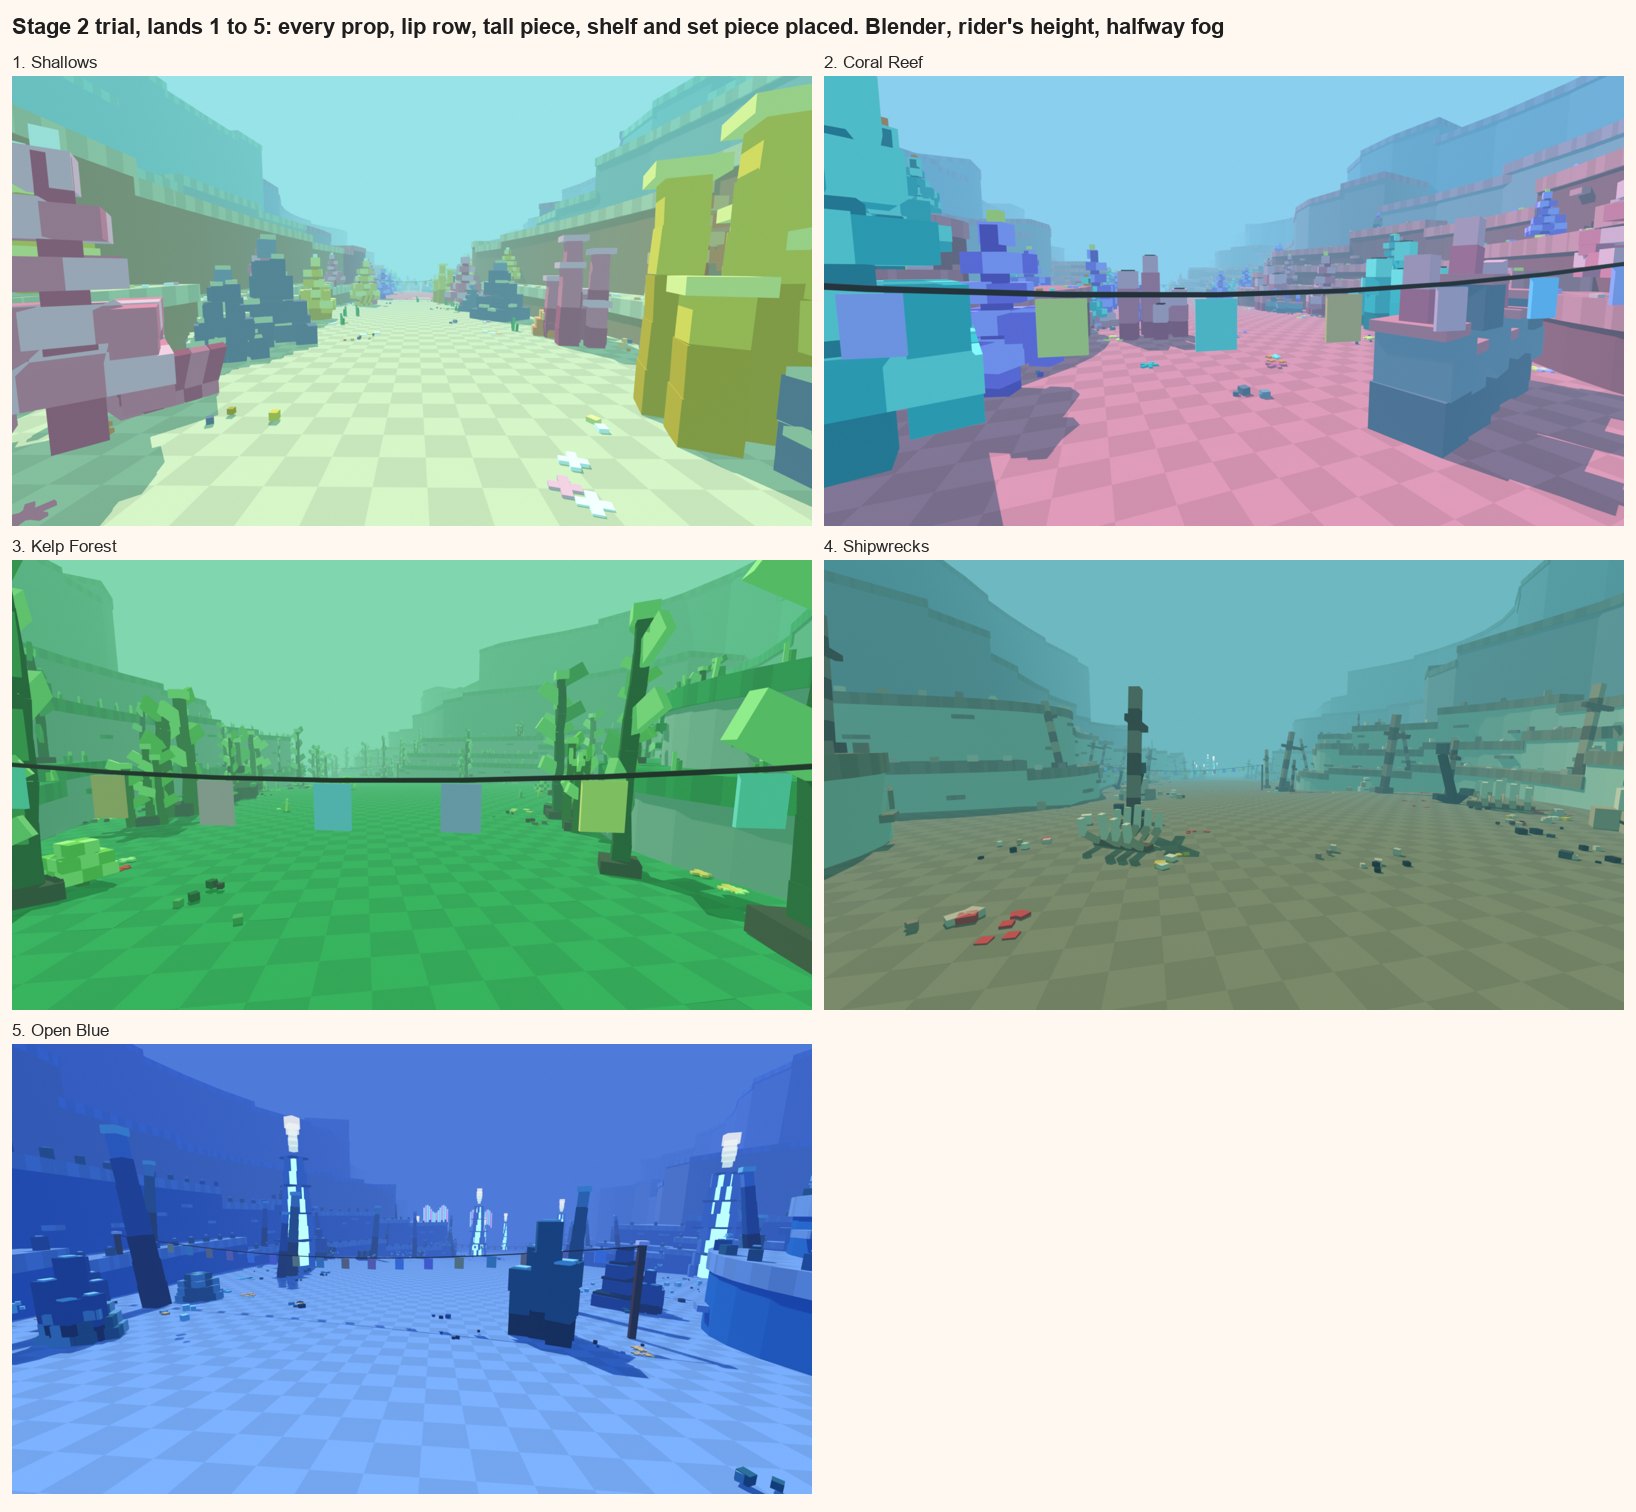 Stage 2 trial, lands 1 to 5: every prop, lip row, tall piece, shelf and set piece placed. Blender, rider's height, halfway fog
1. Shallows
2. Coral Reef
3. Kelp Forest
4. Shipwrecks
5. Open Blue